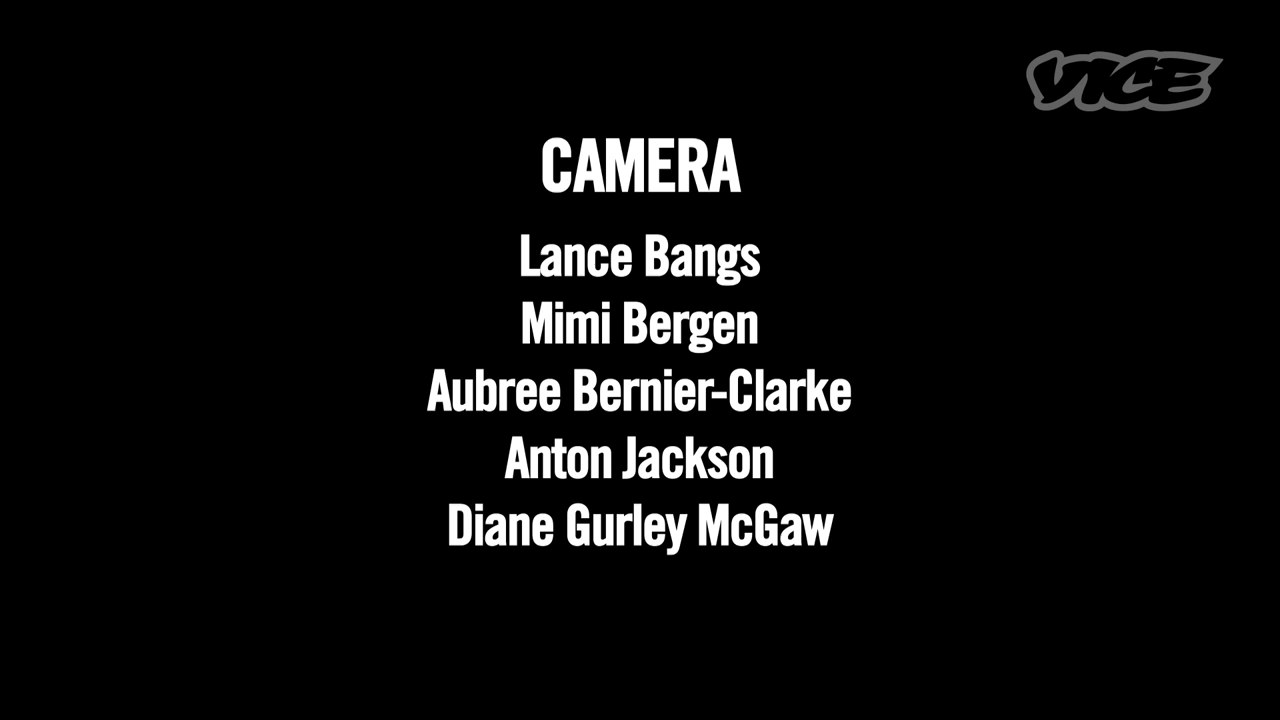 VICE
CAMERA
Lance Bangs
Mimi Bergen
Aubree Bernier-Clarke
Anton Jackson
Diane Gurley McGaw